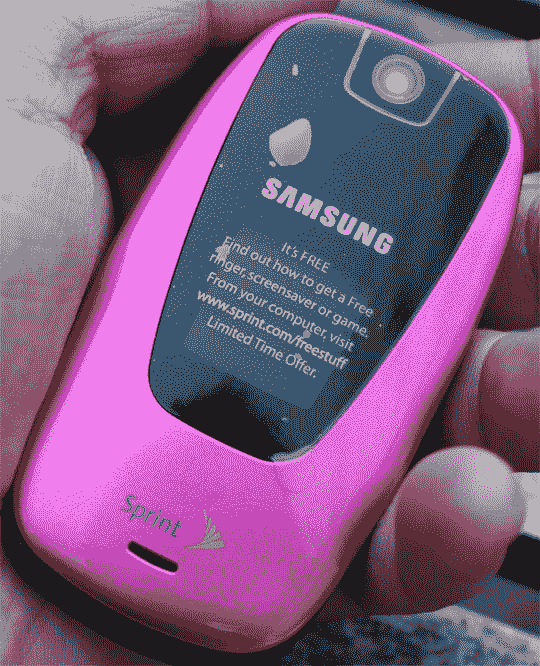 SAMSUNG
It's FREE
Find out how to get a Free
ringer, screensaver or game.
From your computer, visit
www.sprint.com/freestuff
Limited Time Offer.
Sprint